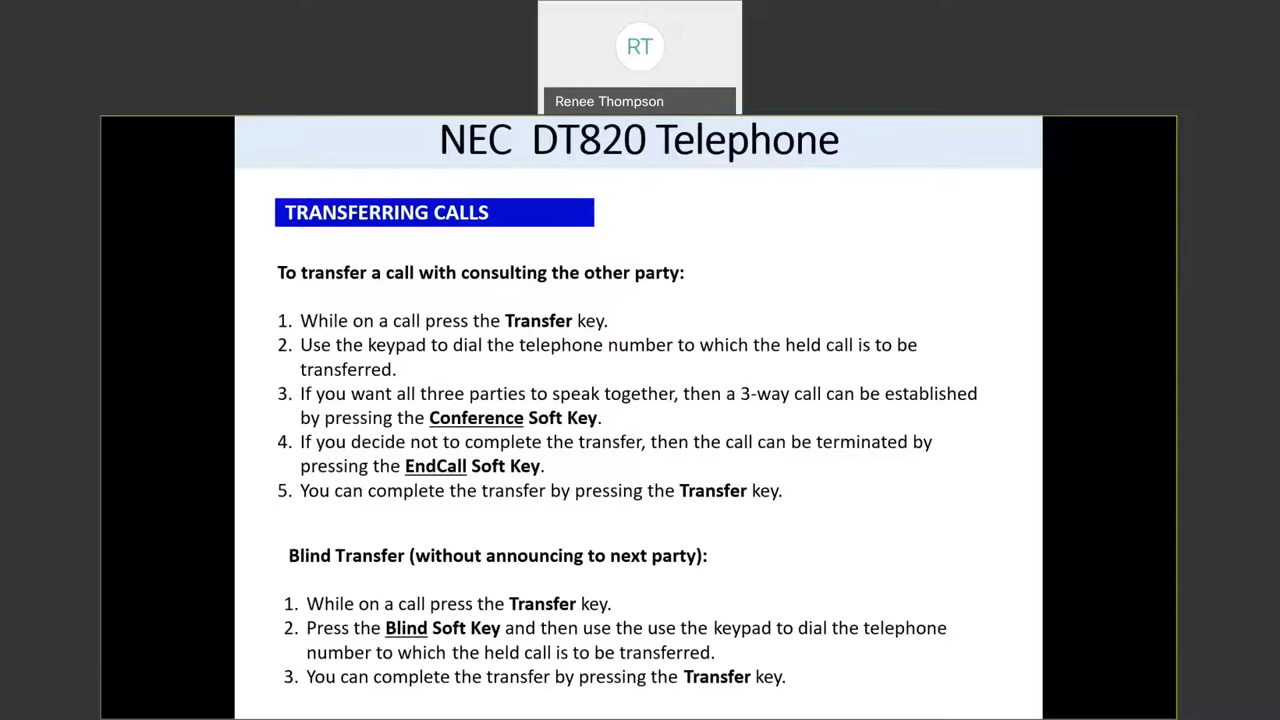 RT
Renee Thompson
NEC DT820 Telephone
TRANSFERRING CALLS
To transfer a call with consulting the other party:
1. While on a call press the Transfer key.
2. Use the keypad to dial the telephone number to which the held call is to be
transferred.
3. If you want all three parties to speak together, then a 3-way call can be established
by pressing the Conference Soft Key.
4. If you decide not to complete the transfer, then the call can be terminated by
pressing the EndCall Soft Key.
5. You can complete the transfer by pressing the Transfer key.
Blind Transfer (without announcing to next party):
1. While on a call press the Transfer key.
2. Press the Blind Soft Key and then use the use the keypad to dial the telephone
number to which the held call is to be transferred.
3. You can complete the transfer by pressing the Transfer key.